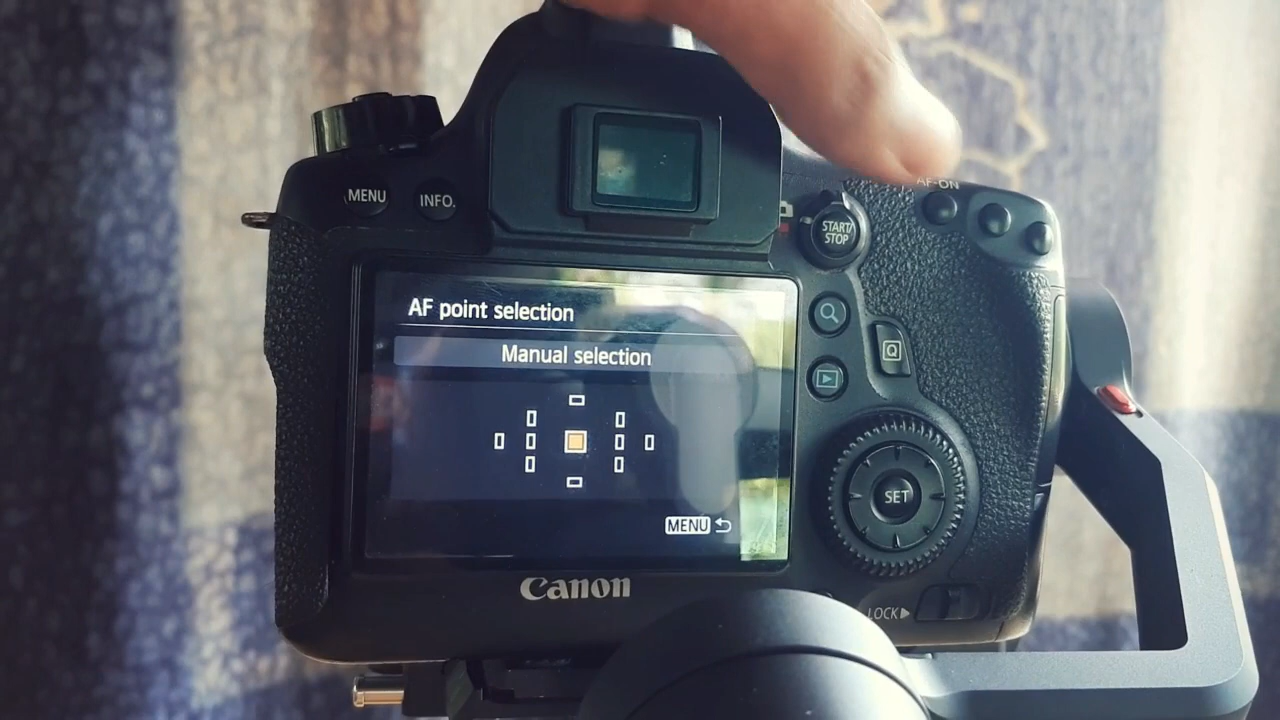 AF-ON
MENU
INFO.
START/
STOP
AF point selection
Manual selection
Q
SET
MENU
Canon
LOCK